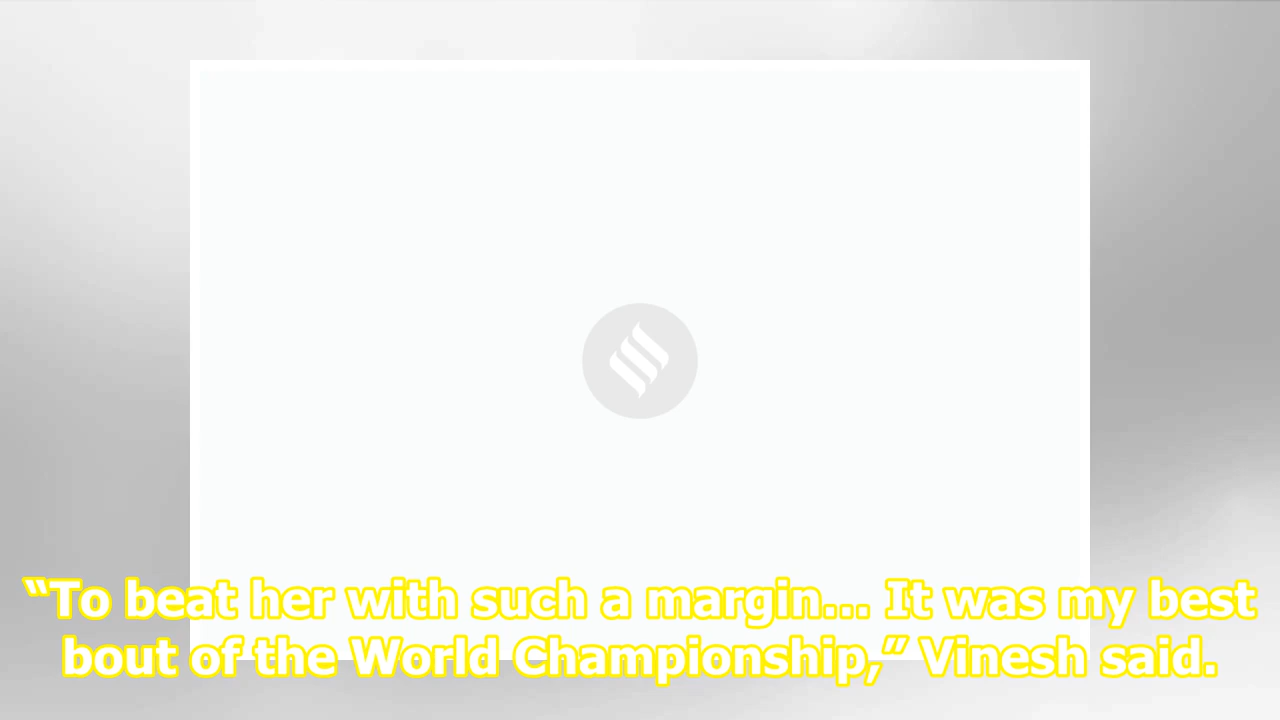 “To beat her with such a margin... It was my best
bout of the World Championship,” Vinesh said.